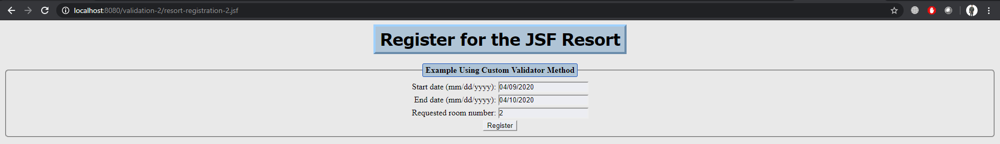 localhost:8080/validation-2/resort-registration-2.jsf
Register for the JSF Resort
Example Using Custom Validator Method
Start date (mm/dd/yyyy): 04/09/2020
End date (mm/dd/yyyy): 04/10/2020
Requested room number: 2
Register